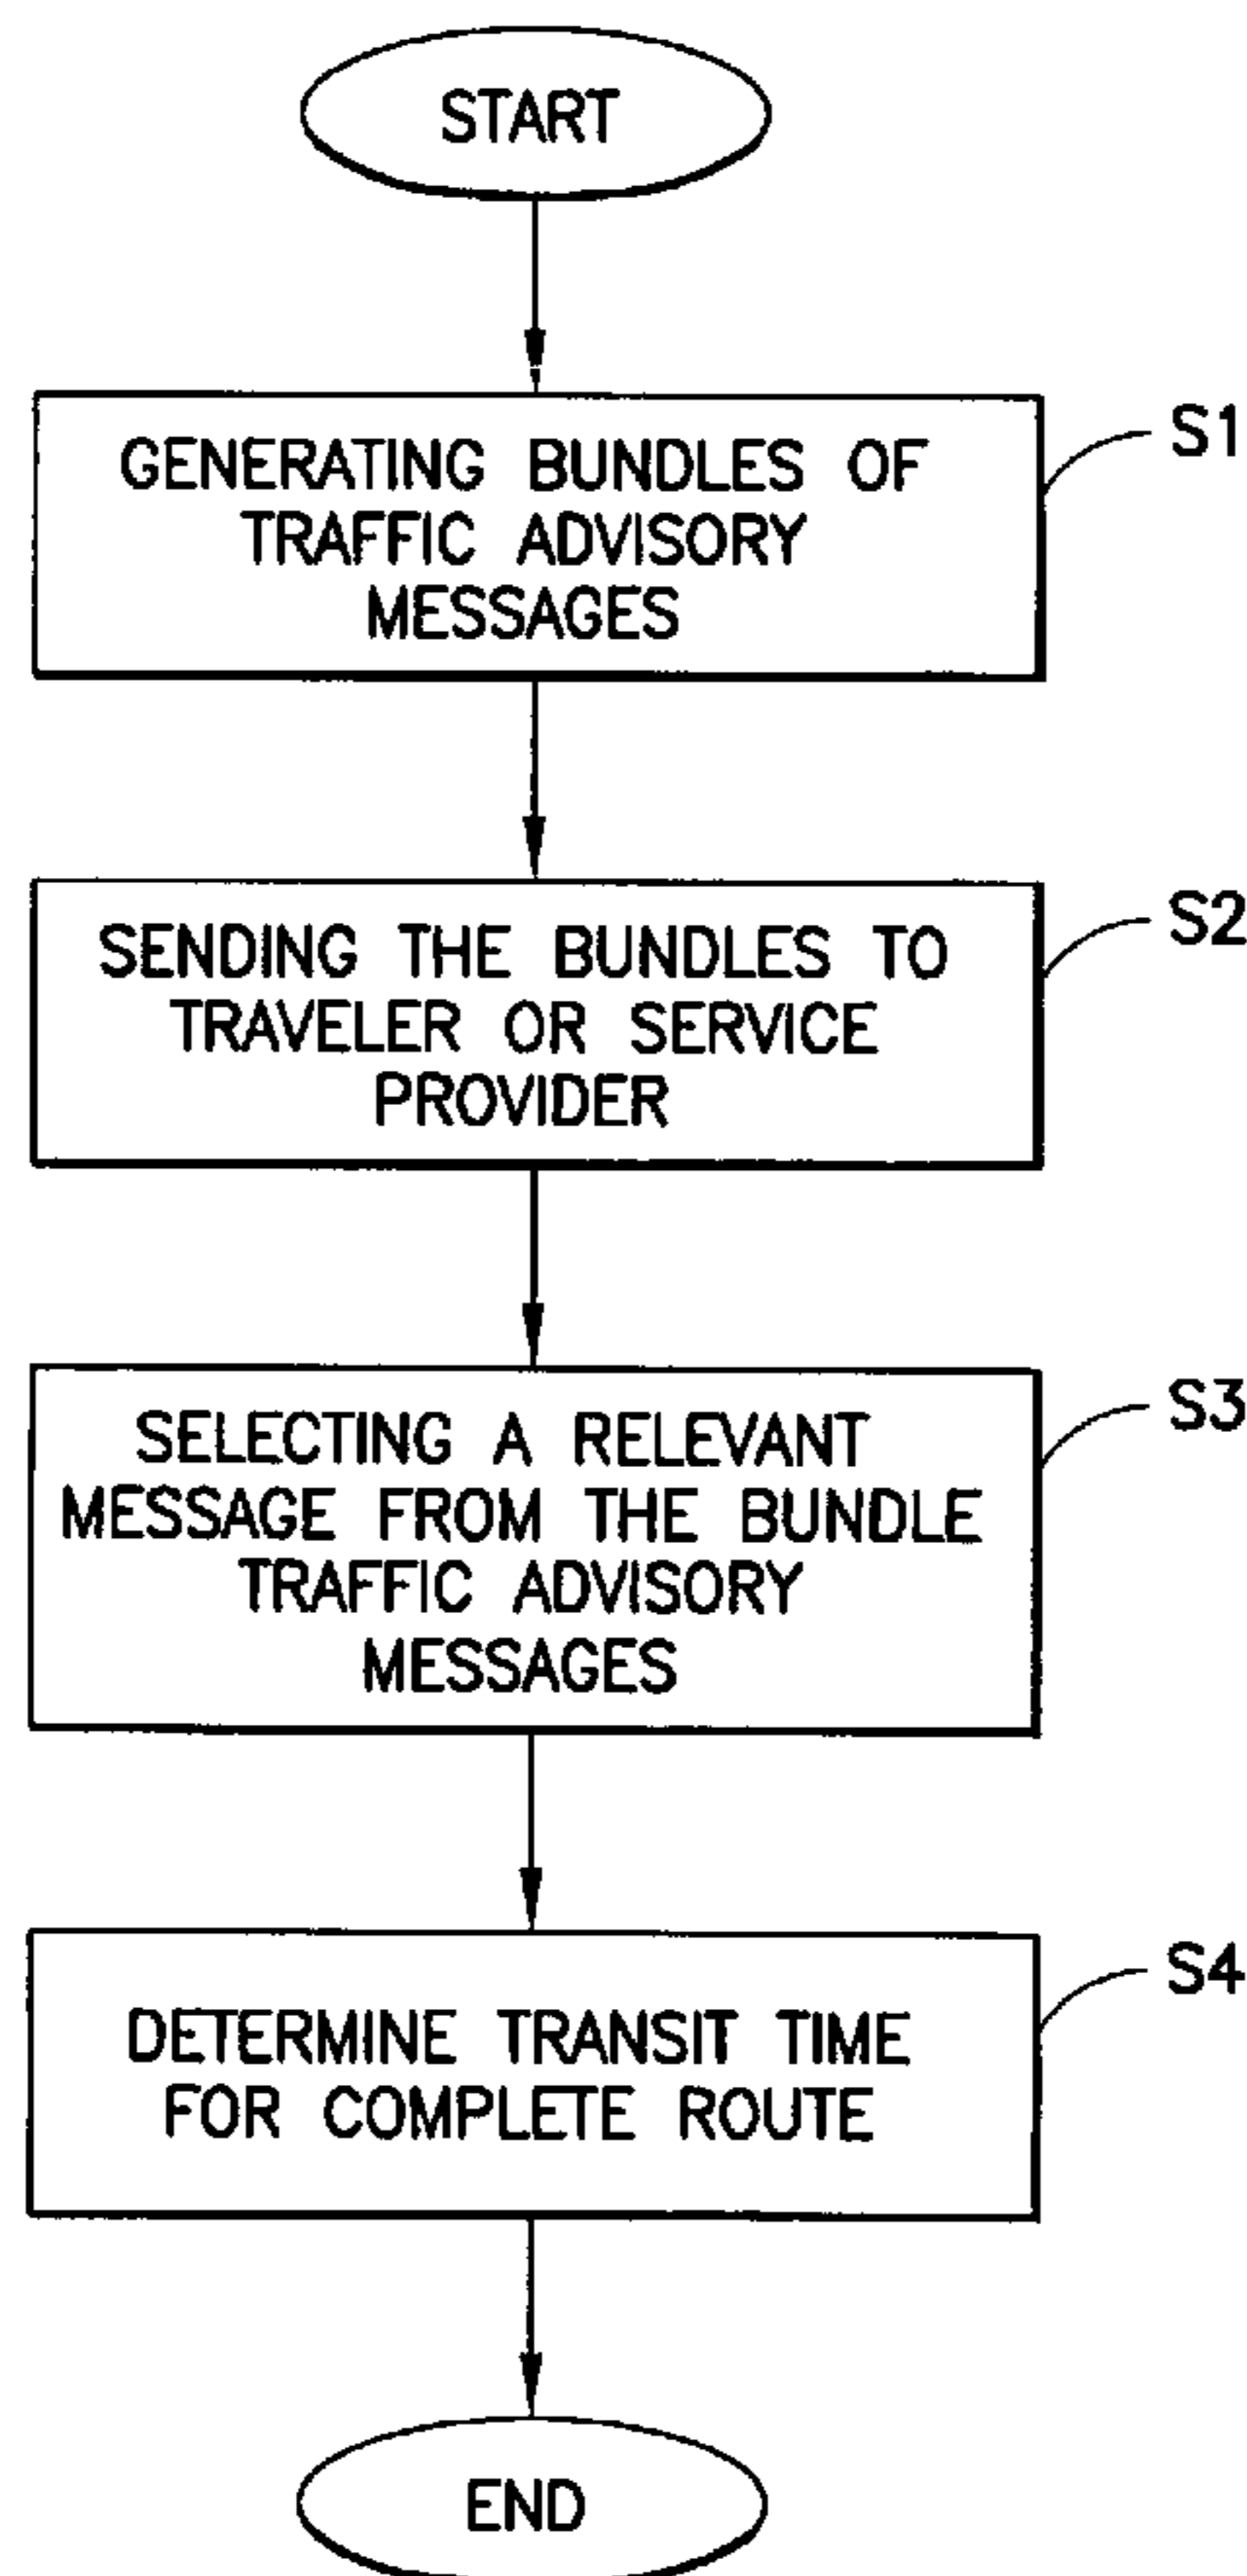 START
GENERATING BUNDLES OF
TRAFFIC ADVISORY
MESSAGES
S1
SENDING THE BUNDLES TO
TRAVELER OR SERVICE
PROVIDER
S2
SELECTING A RELEVANT
MESSAGE FROM THE BUNDLE
TRAFFIC ADVISORY
MESSAGES
S3
DETERMINE TRANSIT TIME
FOR COMPLETE ROUTE
S4
END